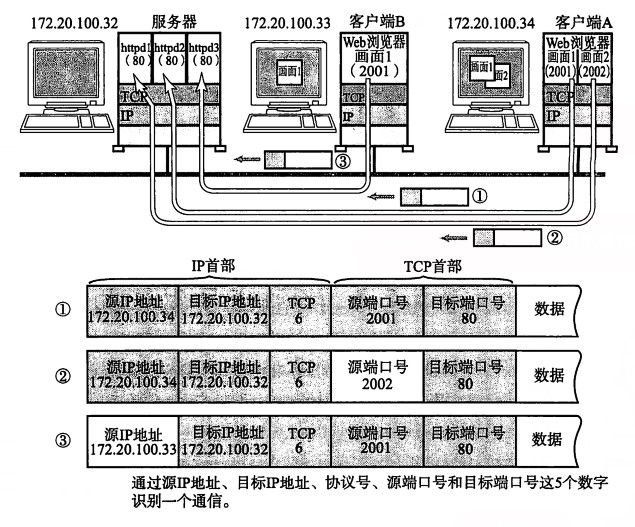 172.20.100.32
服务器
172.20.100.33
客户端B
172.20.100.34
客户端A
httpd1
(80)
httpd2
(80)
httpd3
(80)
画面1
Web浏览器
画面1
(2001)
画面1
画面2
Web浏览器
画面1
(2001)
画面2
(2002)
TCP
IP
TCP
IP
TCP
IP
③
①
②
IP首部
TCP首部
①
源IP地址
172.20.100.34
目标IP地址
172.20.100.32
TCP
6
源端口号
2001
目标端口号
80
数据
②
源IP地址
172.20.100.34
目标IP地址
172.20.100.32
TCP
6
源端口号
2002
目标端口号
80
数据
③
源IP地址
172.20.100.33
目标IP地址
172.20.100.32
TCP
6
源端口号
2001
目标端口号
80
数据
通过源IP地址、目标IP地址、协议号、源端口号和目标端口号这5个数字
识别一个通信。